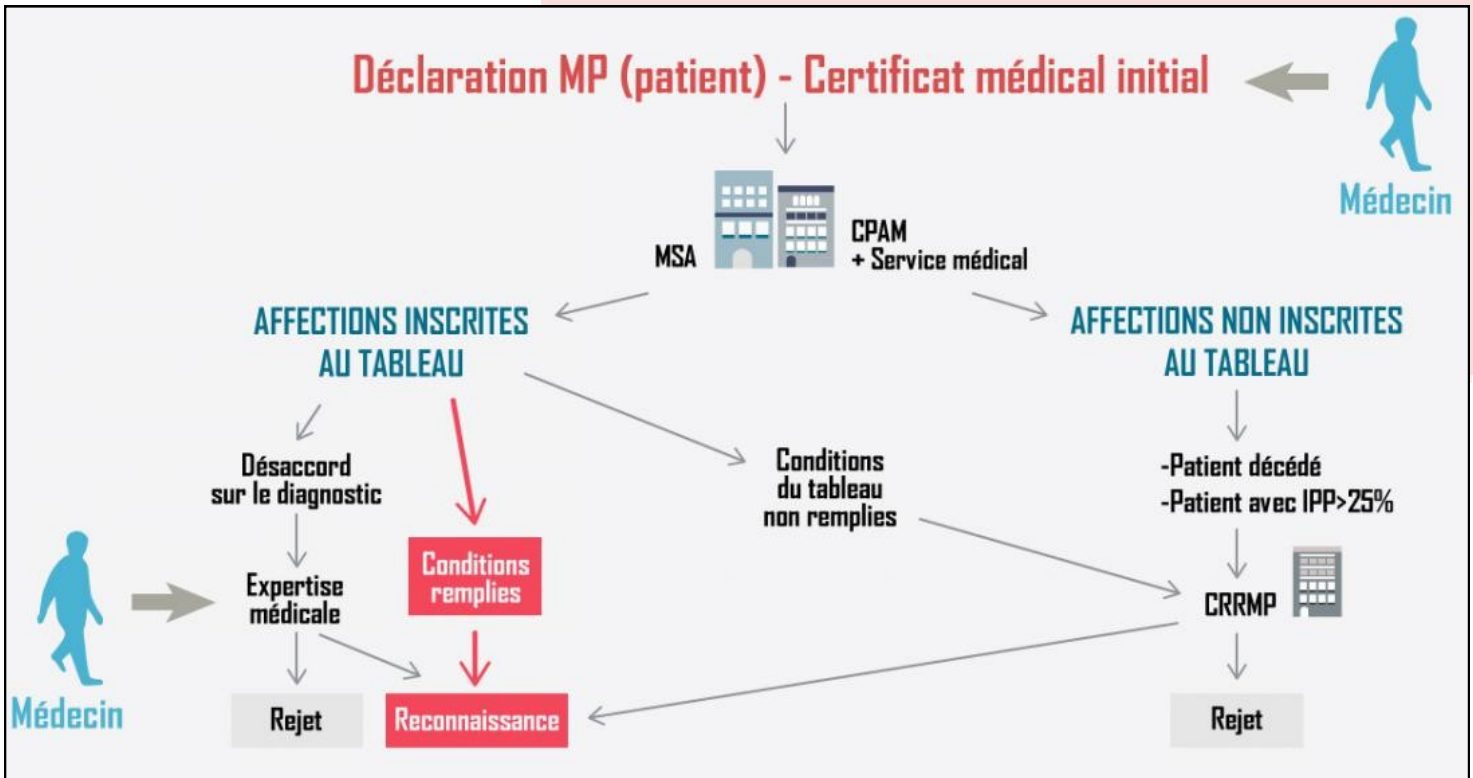 Déclaration MP (patient) - Certificat médical initial
Médecin
MSA
CPAM
+ Service médical
AFFECTIONS INSCRITES
AU TABLEAU
AFFECTIONS NON INSCRITES
AU TABLEAU
Désaccord
sur le diagnostic
Conditions
du tableau
non remplies
-Patient décédé
-Patient avec IPP>25%
Conditions
remplies
Expertise
médicale
CRRMP
Médecin
Rejet
Reconnaissance
Rejet